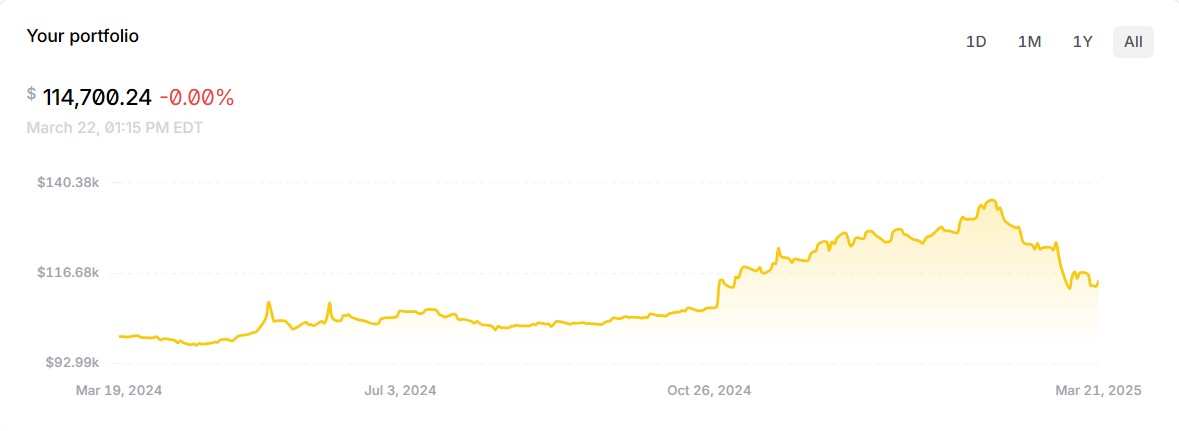 Your portfolio
1D 1M 1Y All
$ 114,700.24 -0.00%
March 22, 01:15 PM EDT
$140.38k
$116.68k
$92.99k
Mar 19, 2024 Jul 3, 2024 Oct 26, 2024 Mar 21, 2025